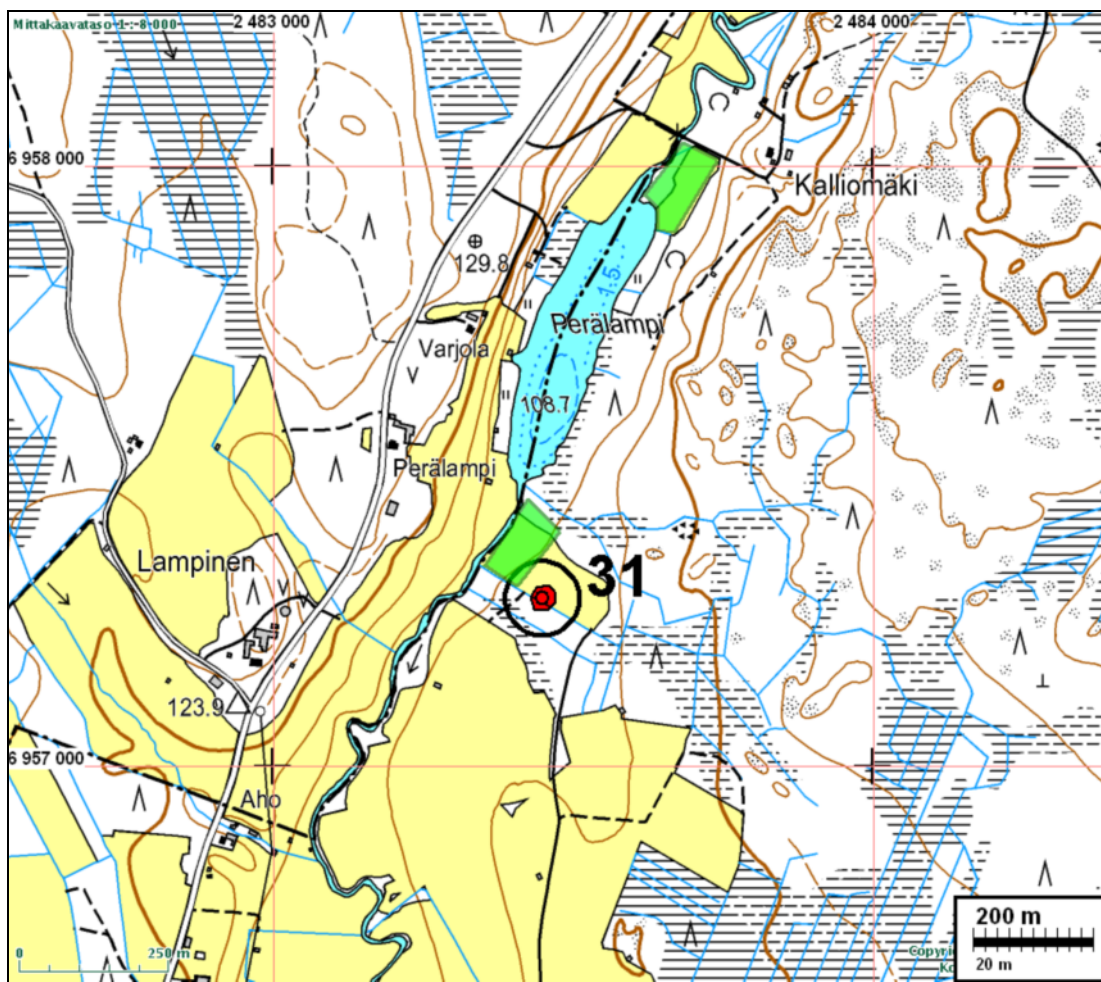 Mittakaavataso 1: 8 000
2 483 000
2 484 000
6 958 000
Kalliomäki
129.8
1.5
Perälampi
Varjola
108.7
Perälampi
31
Lampinen
123.9
6 957 000
Aho
200 m
20 m
0
250 m